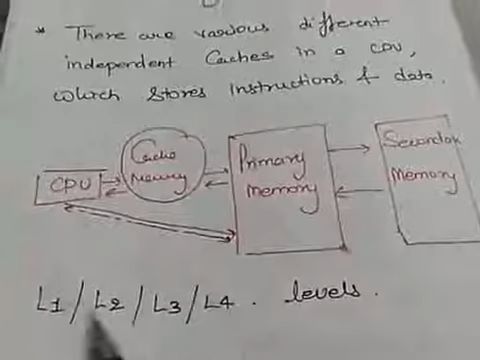 * There are various different
independent Caches in a CPU,
which stores instructions & data.
Cache
Memory
CPU
Primary
Memory
Secondary
Memory
L1 / L2 / L3 / L4 . levels .